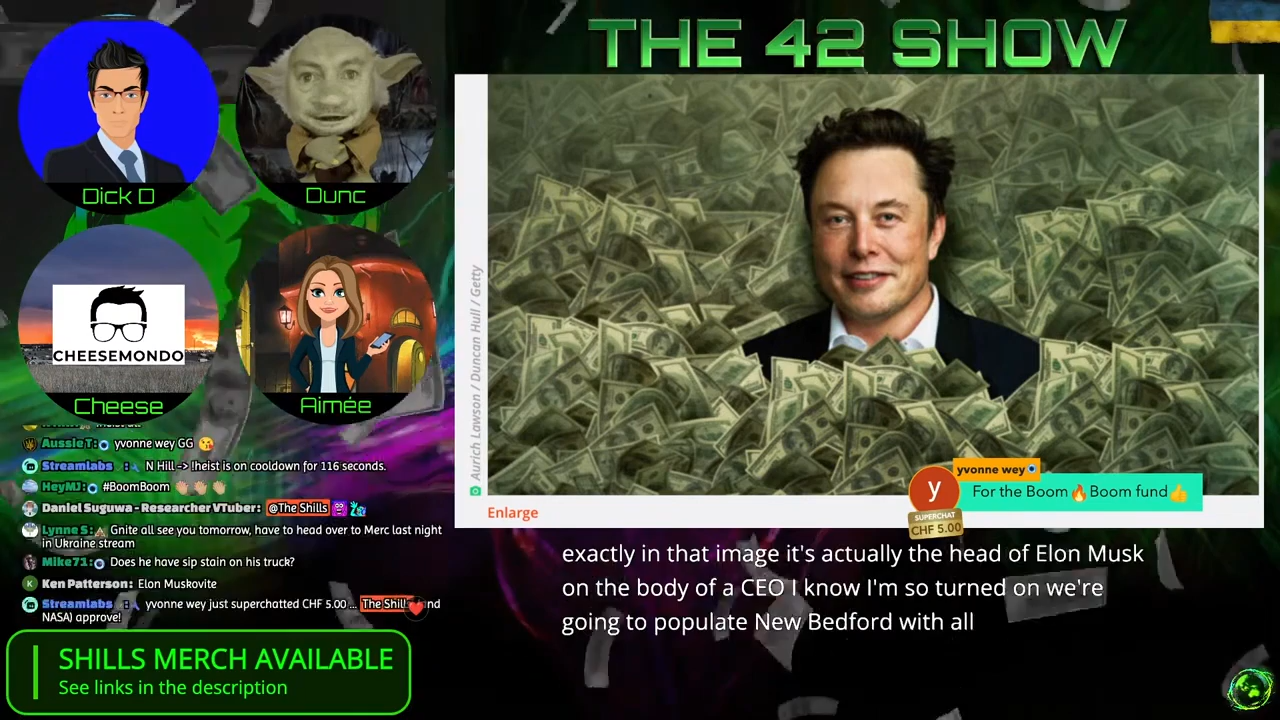 THE 42 SHOW
Dick D
Dunc
CHEESEMONDO
Cheese
Aimée
AussieT: yvonne wey GG
Streamlabs : N Hill -> !heist is on cooldown for 116 seconds.
HeyMJ: #BoomBoom
Daniel Suguwa - Researcher VTuber: @The Shills
Lynne S: Gnite all see you tomorrow, have to head over to Merc last night
in Ukraine stream
Mike71: Does he have sip stain on his truck?
Ken Patterson: Elon Muskovite
Streamlabs : yvonne wey just superchatted CHF 5.00 ... The Shil nd
NASA) approve!
SHILLS MERCH AVAILABLE
See links in the description
Aurich Lawson / Duncan Hull / Getty
Enlarge
yvonne wey
y
For the Boom Boom fund
SUPERCHAT
CHF 5.00
exactly in that image it's actually the head of Elon Musk
on the body of a CEO I know I'm so turned on we're
going to populate New Bedford with all